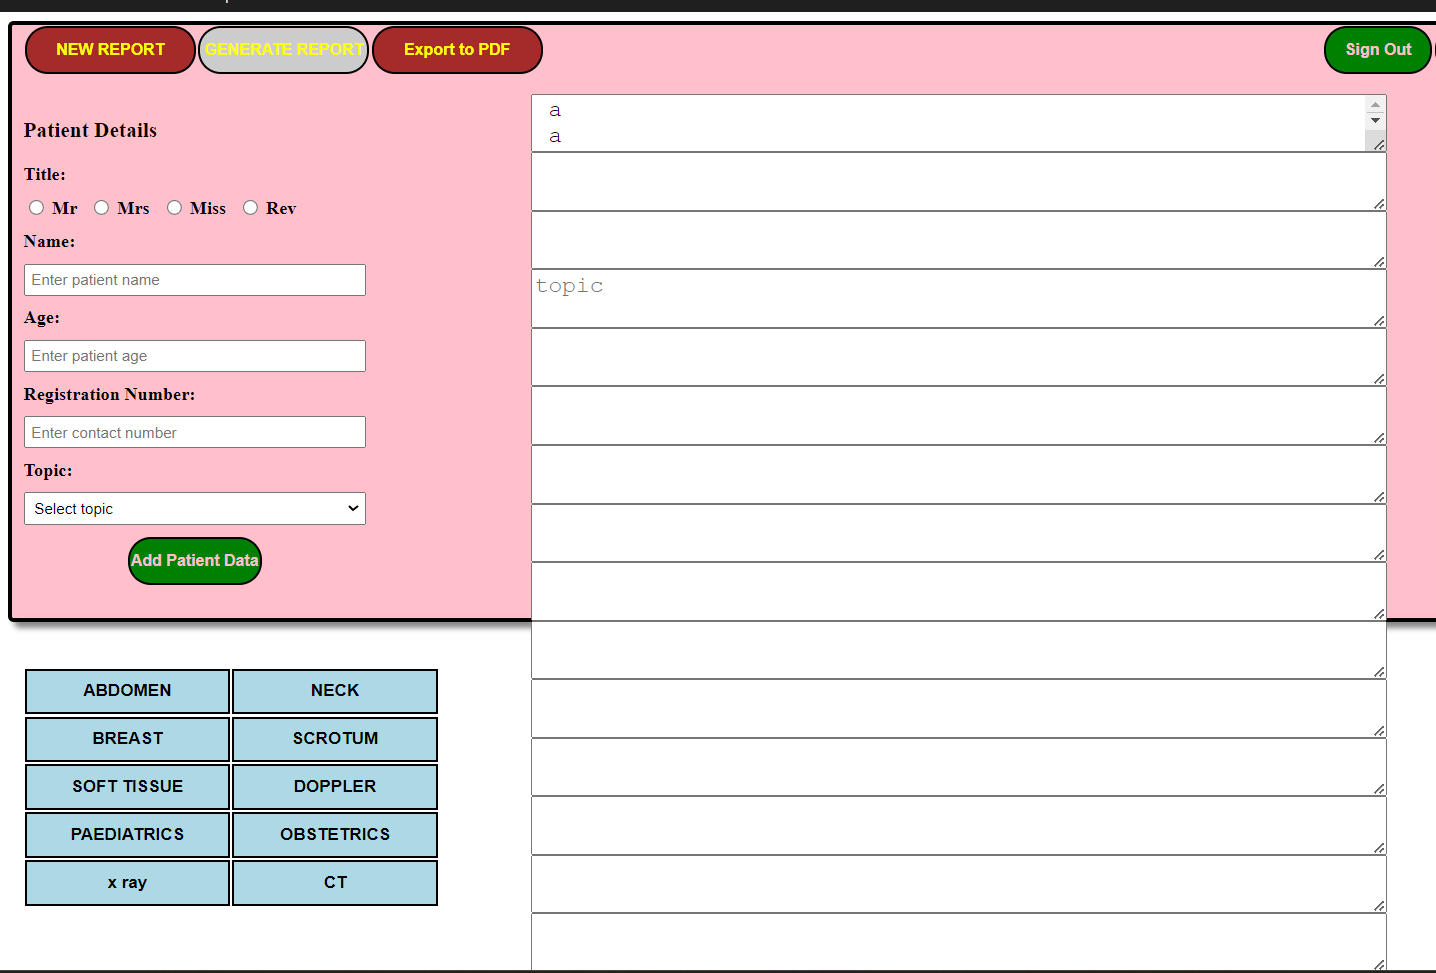 NEW REPORT GENERATE REPORT Export to PDF Sign Out
Patient Details
Title:
Mr Mrs Miss Rev
Name:
Enter patient name
Age:
Enter patient age
Registration Number:
Enter contact number
Topic:
Select topic
Add Patient Data
a
a
topic
ABDOMEN NECK
BREAST SCROTUM
SOFT TISSUE DOPPLER
PAEDIATRICS OBSTETRICS
x ray CT